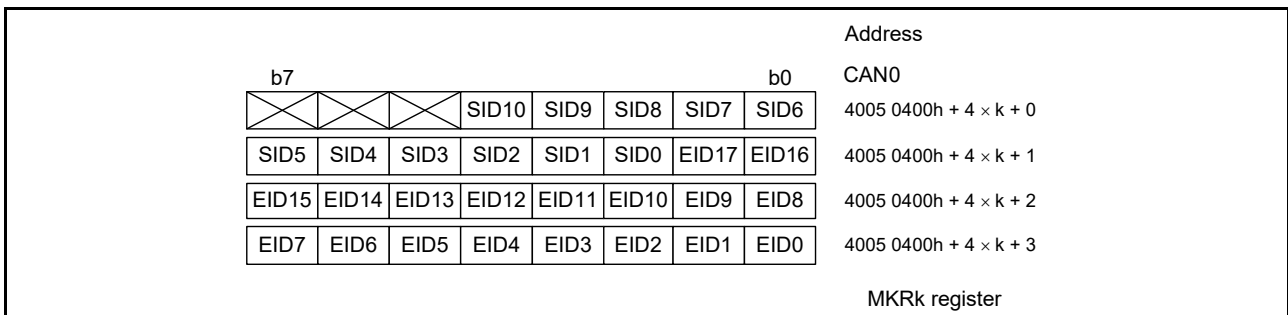 Address
b7 b0 CAN0
SID10 SID9 SID8 SID7 SID6 4005 0400h + 4 × k + 0
SID5 SID4 SID3 SID2 SID1 SID0 EID17 EID16 4005 0400h + 4 × k + 1
EID15 EID14 EID13 EID12 EID11 EID10 EID9 EID8 4005 0400h + 4 × k + 2
EID7 EID6 EID5 EID4 EID3 EID2 EID1 EID0 4005 0400h + 4 × k + 3
MKRk register